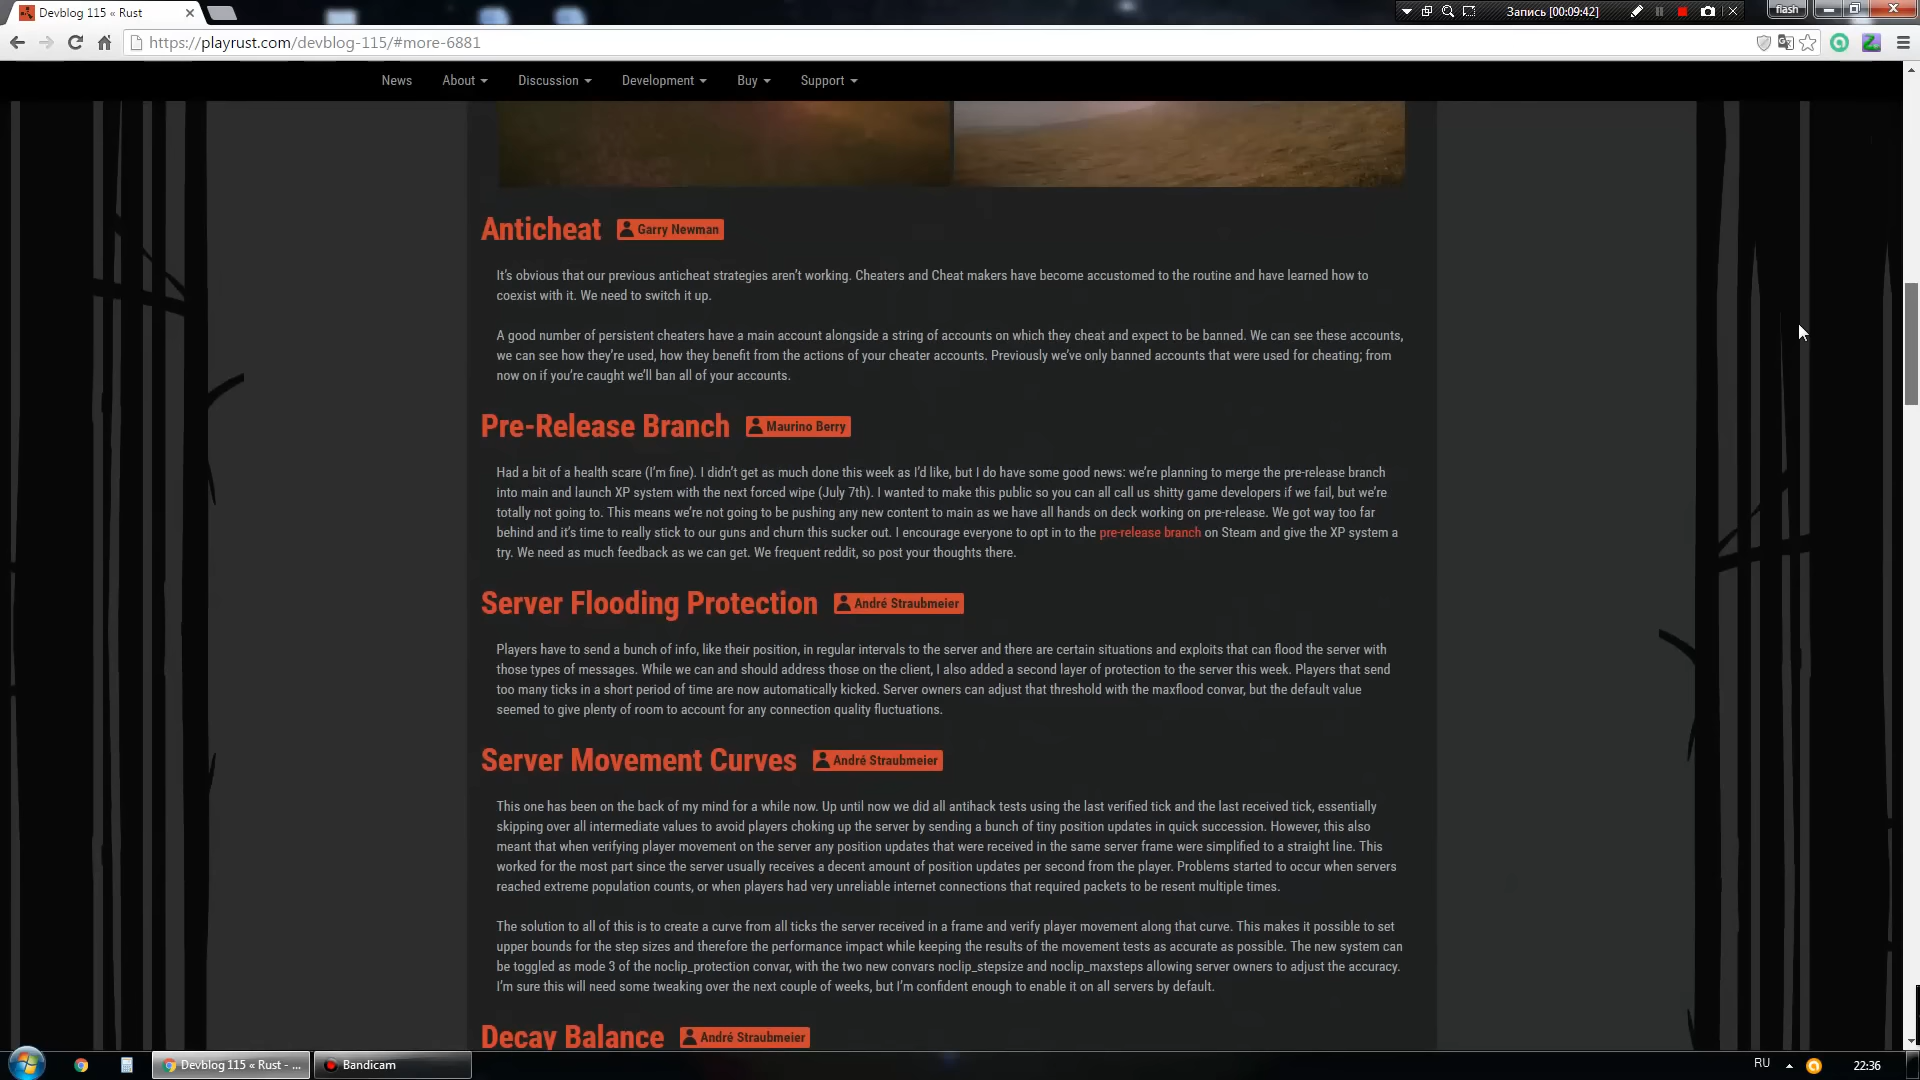 Devblog 115 « Rust
Запись [00:09:42]
flash
https://playrust.com/devblog-115/#more-6881
News
About
Discussion
Development
Buy
Support
Anticheat
Garry Newman
It's obvious that our previous anticheat strategies aren't working. Cheaters and Cheat makers have become accustomed to the routine and have learned how to
coexist with it. We need to switch it up.
A good number of persistent cheaters have a main account alongside a string of accounts on which they cheat and expect to be banned. We can see these accounts,
we can see how they're used, how they benefit from the actions of your cheater accounts. Previously we've only banned accounts that were used for cheating; from
now on if you're caught we'll ban all of your accounts.
Pre-Release Branch
Maurino Berry
Had a bit of a health scare (I'm fine). I didn't get as much done this week as I'd like, but I do have some good news: we're planning to merge the pre-release branch
into main and launch XP system with the next forced wipe (July 7th). I wanted to make this public so you can all call us shitty game developers if we fail, but we're
totally not going to. This means we're not going to be pushing any new content to main as we have all hands on deck working on pre-release. We got way too far
behind and it's time to really stick to our guns and churn this sucker out. I encourage everyone to opt in to the pre-release branch on Steam and give the XP system a
try. We need as much feedback as we can get. We frequent reddit, so post your thoughts there.
Server Flooding Protection
André Straubmeier
Players have to send a bunch of info, like their position, in regular intervals to the server and there are certain situations and exploits that can flood the server with
those types of messages. While we can and should address those on the client, I also added a second layer of protection to the server this week. Players that send
too many ticks in a short period of time are now automatically kicked. Server owners can adjust that threshold with the maxflood convar, but the default value
seemed to give plenty of room to account for any connection quality fluctuations.
Server Movement Curves
André Straubmeier
This one has been on the back of my mind for a while now. Up until now we did all antihack tests using the last verified tick and the last received tick, essentially
skipping over all intermediate values to avoid players choking up the server by sending a bunch of tiny position updates in quick succession. However, this also
meant that when verifying player movement on the server any position updates that were received in the same server frame were simplified to a straight line. This
worked for the most part since the server usually receives a decent amount of position updates per second from the player. Problems started to occur when servers
reached extreme population counts, or when players had very unreliable internet connections that required packets to be resent multiple times.
The solution to all of this is to create a curve from all ticks the server received in a frame and verify player movement along that curve. This makes it possible to set
upper bounds for the step sizes and therefore the performance impact while keeping the results of the movement tests as accurate as possible. The new system can
be toggled as mode 3 of the noclip_protection convar, with the two new convars noclip_stepsize and noclip_maxsteps allowing server owners to adjust the accuracy.
I'm sure this will need some tweaking over the next couple of weeks, but I'm confident enough to enable it on all servers by default.
Decay Balance
André Straubmeier
Devblog 115 « Rust - ...
Bandicam
RU
22:36